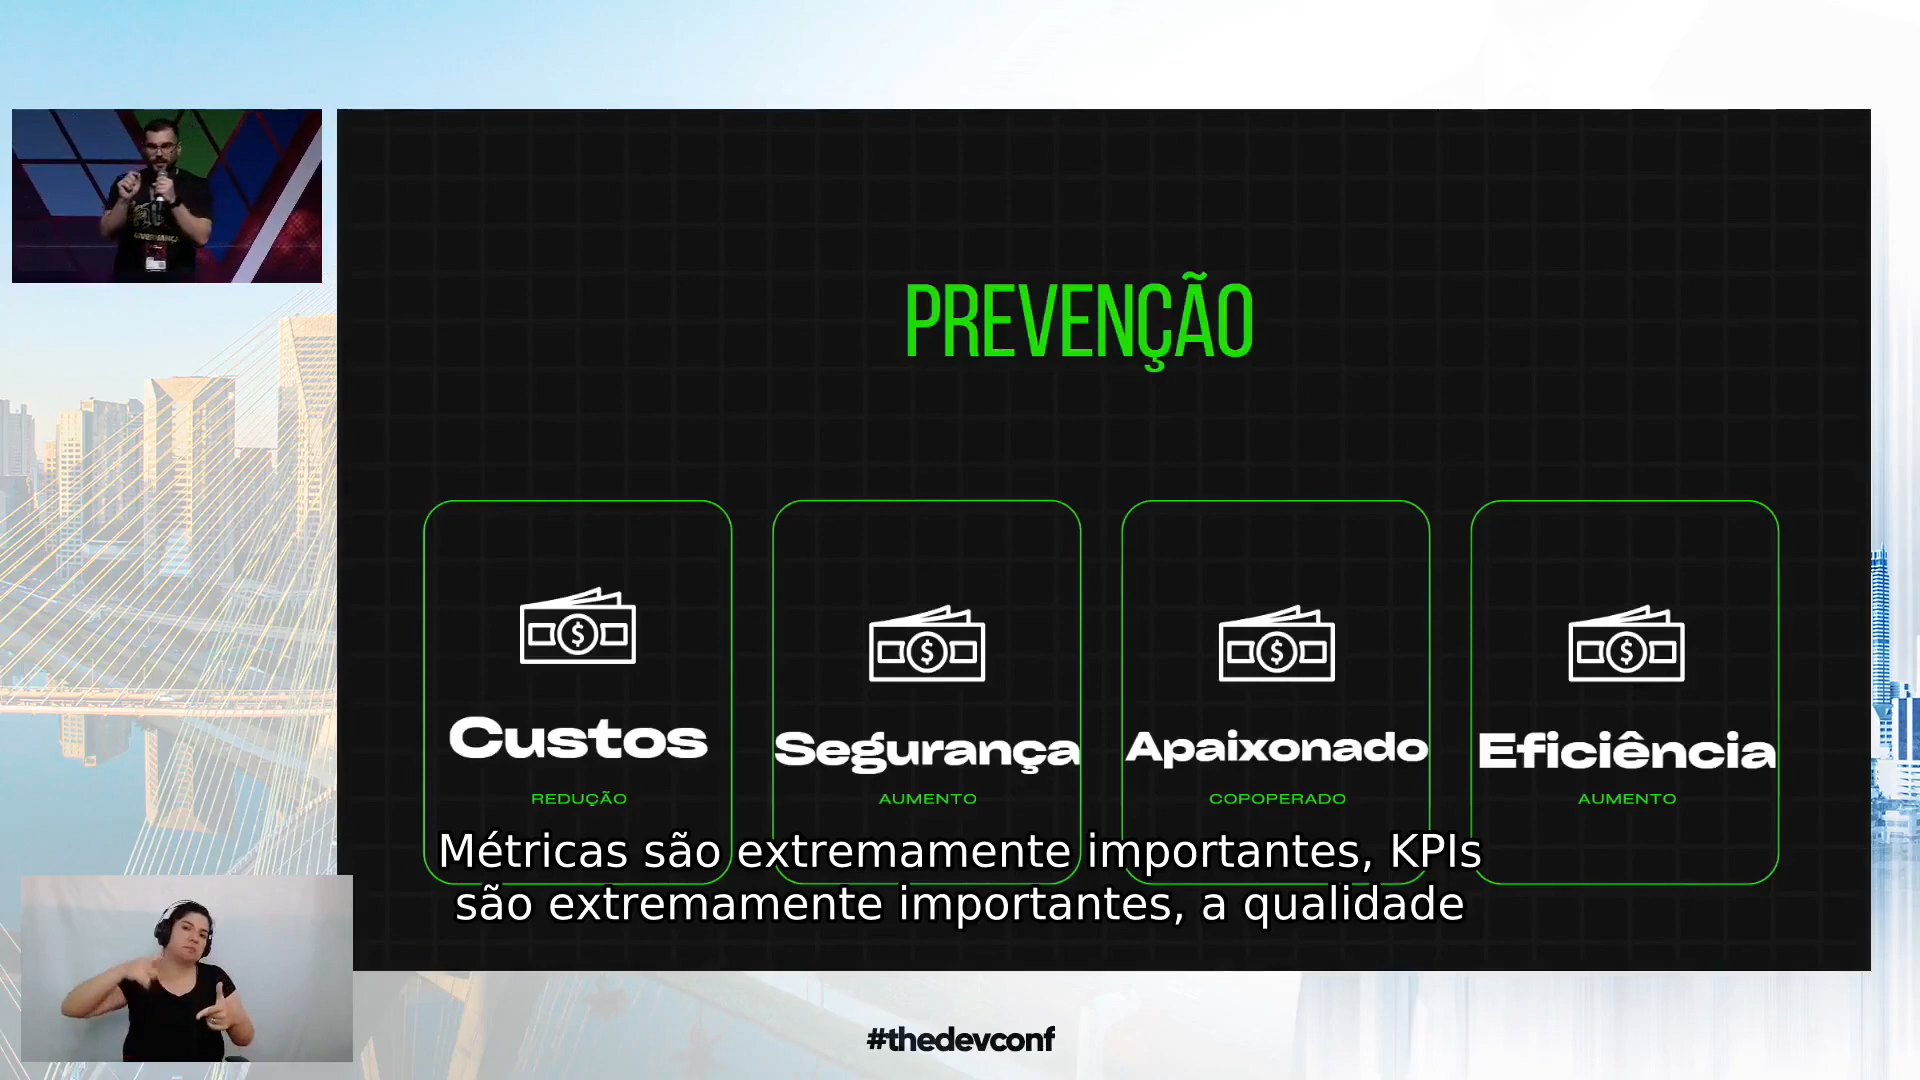 PREVENÇÃO
Custos
REDUÇÃO
Segurança
AUMENTO
Apaixonado
COPOPERADO
Eficiência
AUMENTO
Métricas são extremamente importantes, KPIs
são extremamente importantes, a qualidade
#thedevconf